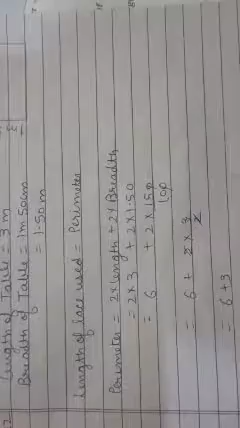 Length of Table = 3 m
Breadth of Table = 1m 50cm
= 1.50 m
Length of lace used = Perimeter
Perimeter = 2 x length + 2 x Breadth
= 2 x 3 + 2 x 1.50
= 6 + 2 x 150
100
= 6 + 2 x 3
2
= 6 + 3